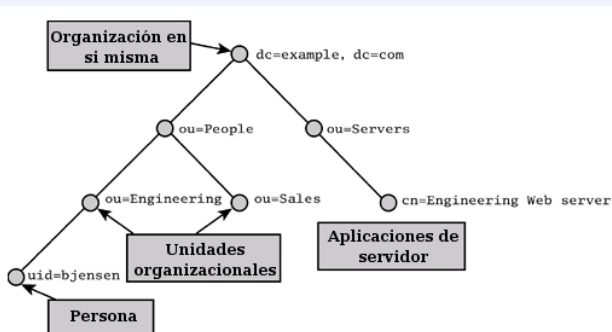 Organización en
si misma
dc=example, dc=com
ou=People
ou=Servers
ou=Engineering
ou=Sales
cn=Engineering Web server
Unidades
organizacionales
Aplicaciones de
servidor
uid=bjensen
Persona